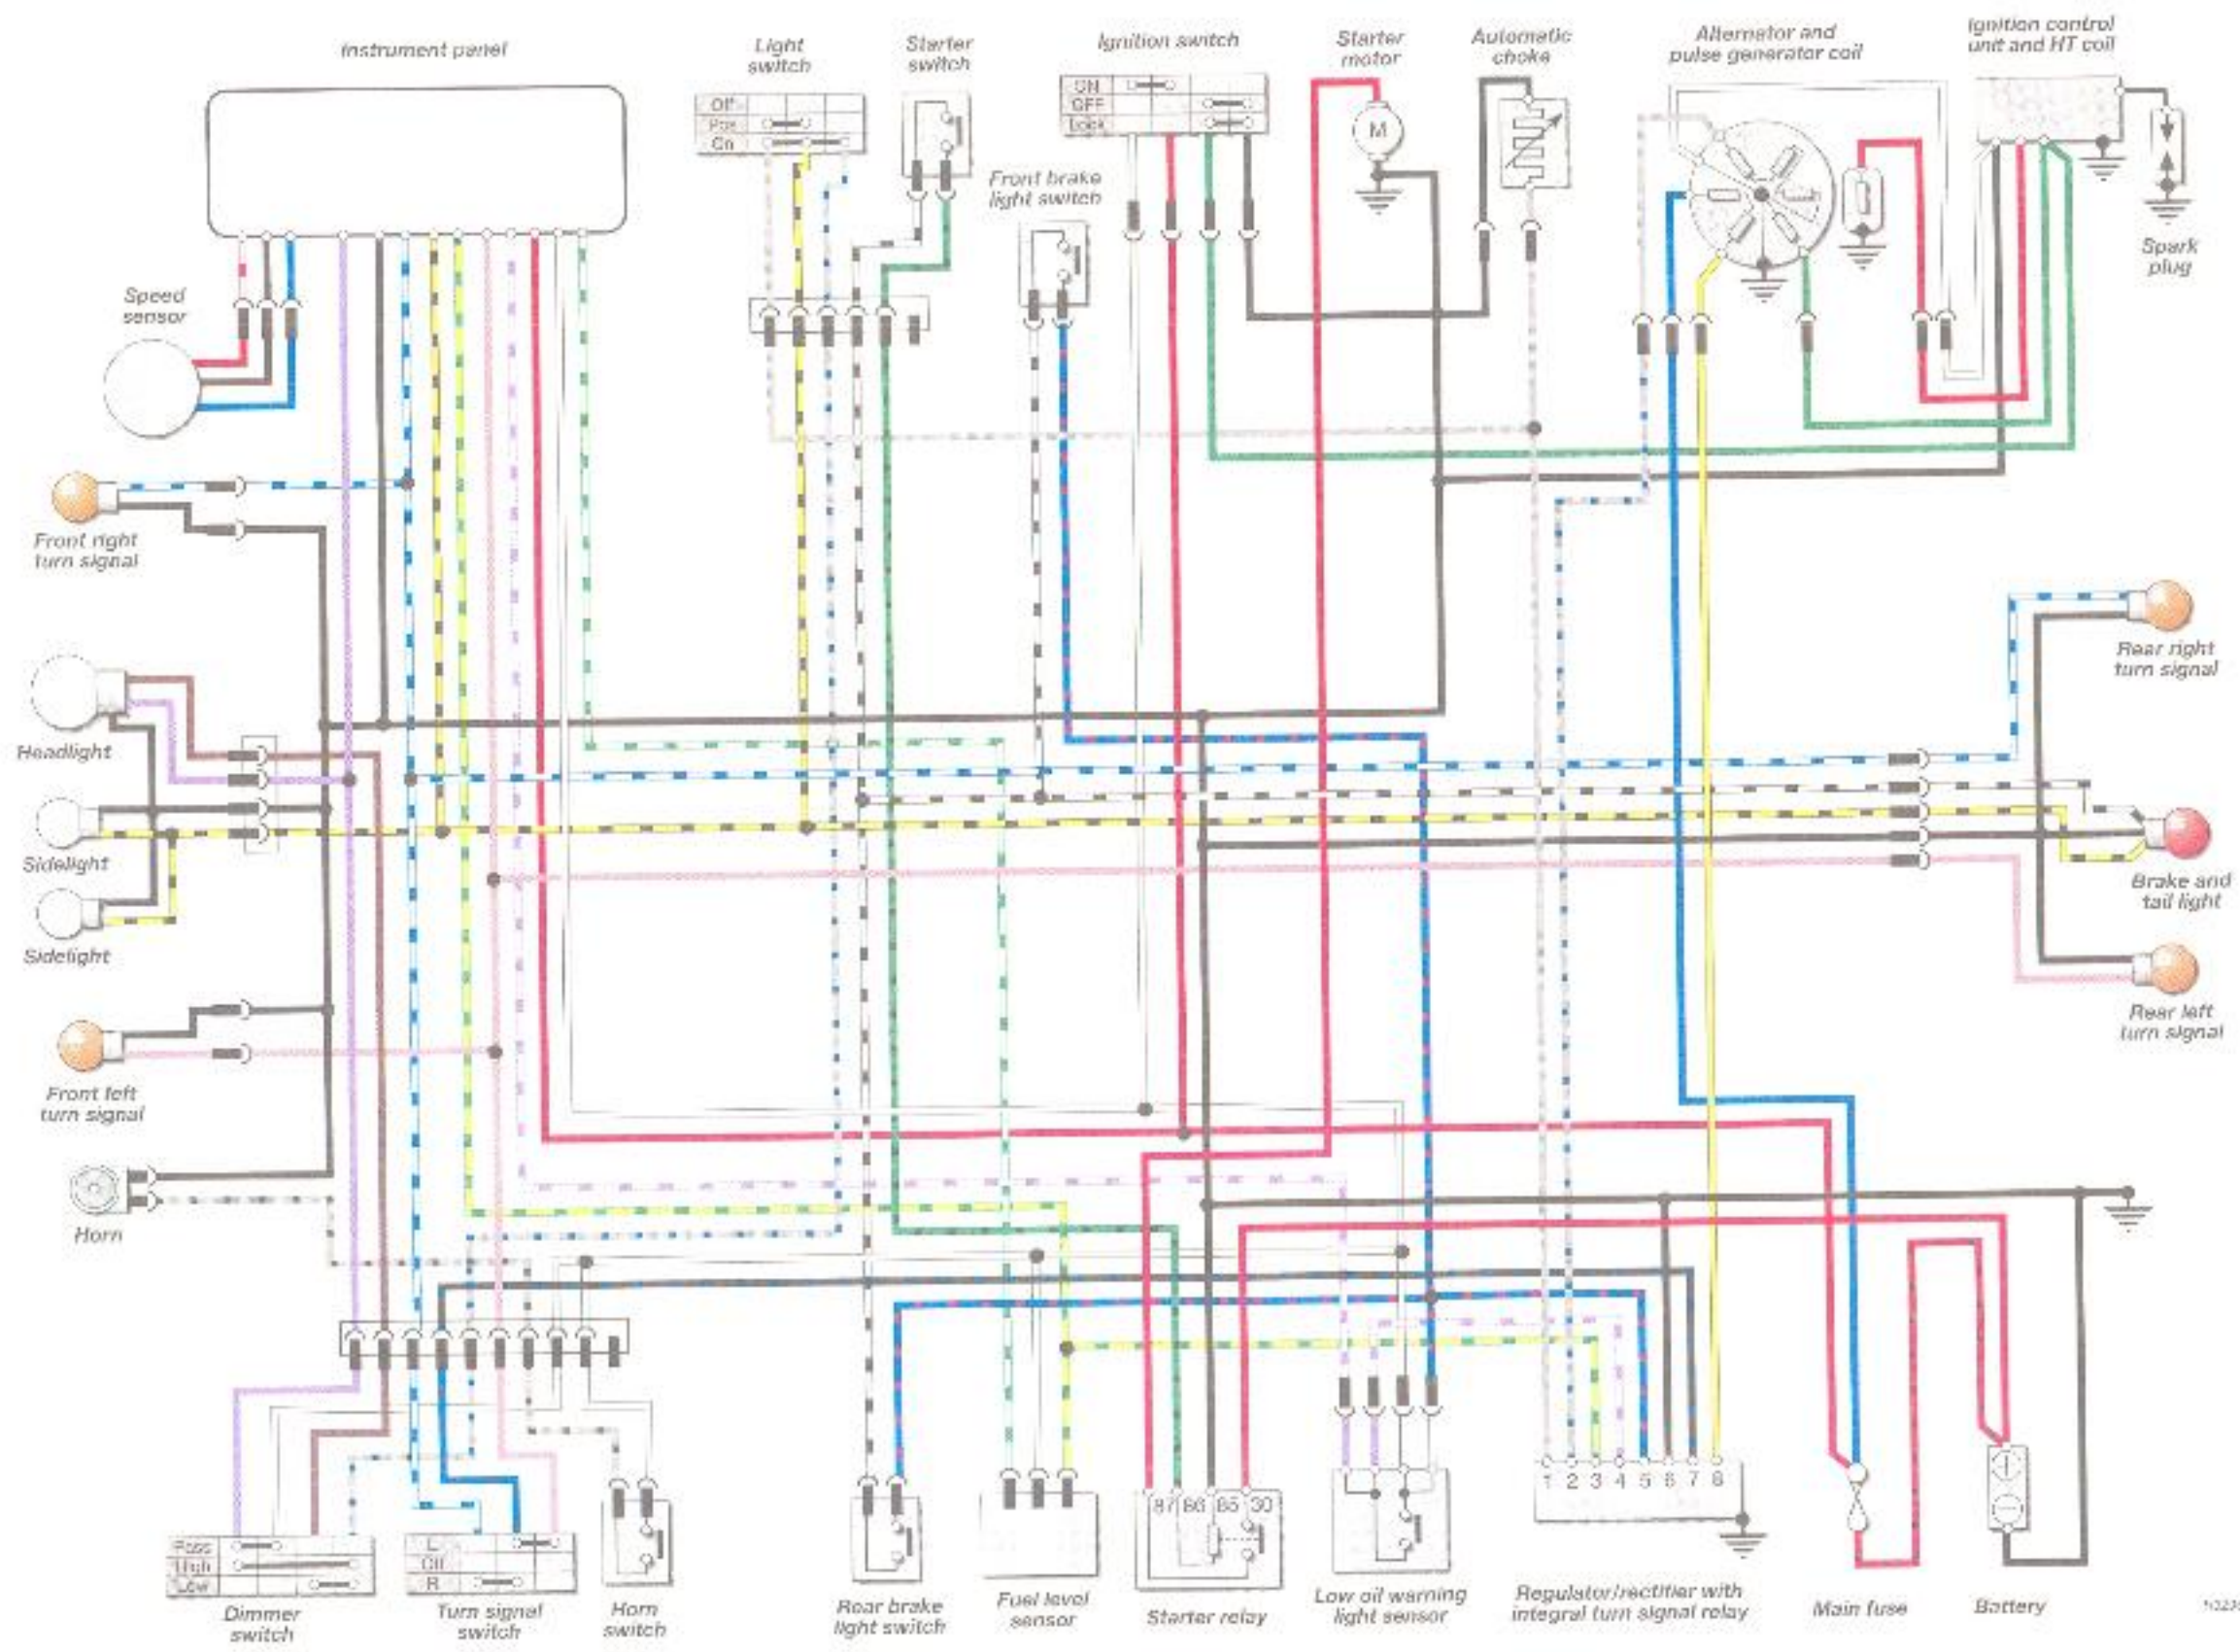 Instrument panel
Light
switch
Starter
switch
Ignition switch
Starter
motor
Automatic
choke
Alternator and
pulse generator coil
Ignition control
unit and HT coil
Off
Pos
On
ON
OFF
Lock
M
Front brake
light switch
Spark
plug
Speed
sensor
Front right
turn signal
Rear right
turn signal
Headlight
Sidelight
Brake and
tail light
Sidelight
Rear left
turn signal
Front left
turn signal
Horn
1 2 3 4 5 6 7 8
87 86 85 30
Pass
High
Low
L
Off
R
Dimmer
switch
Turn signal
switch
Horn
switch
Rear brake
light switch
Fuel level
sensor
Starter relay
Low oil warning
light sensor
Regulator/rectifier with
integral turn signal relay
Main fuse
Battery